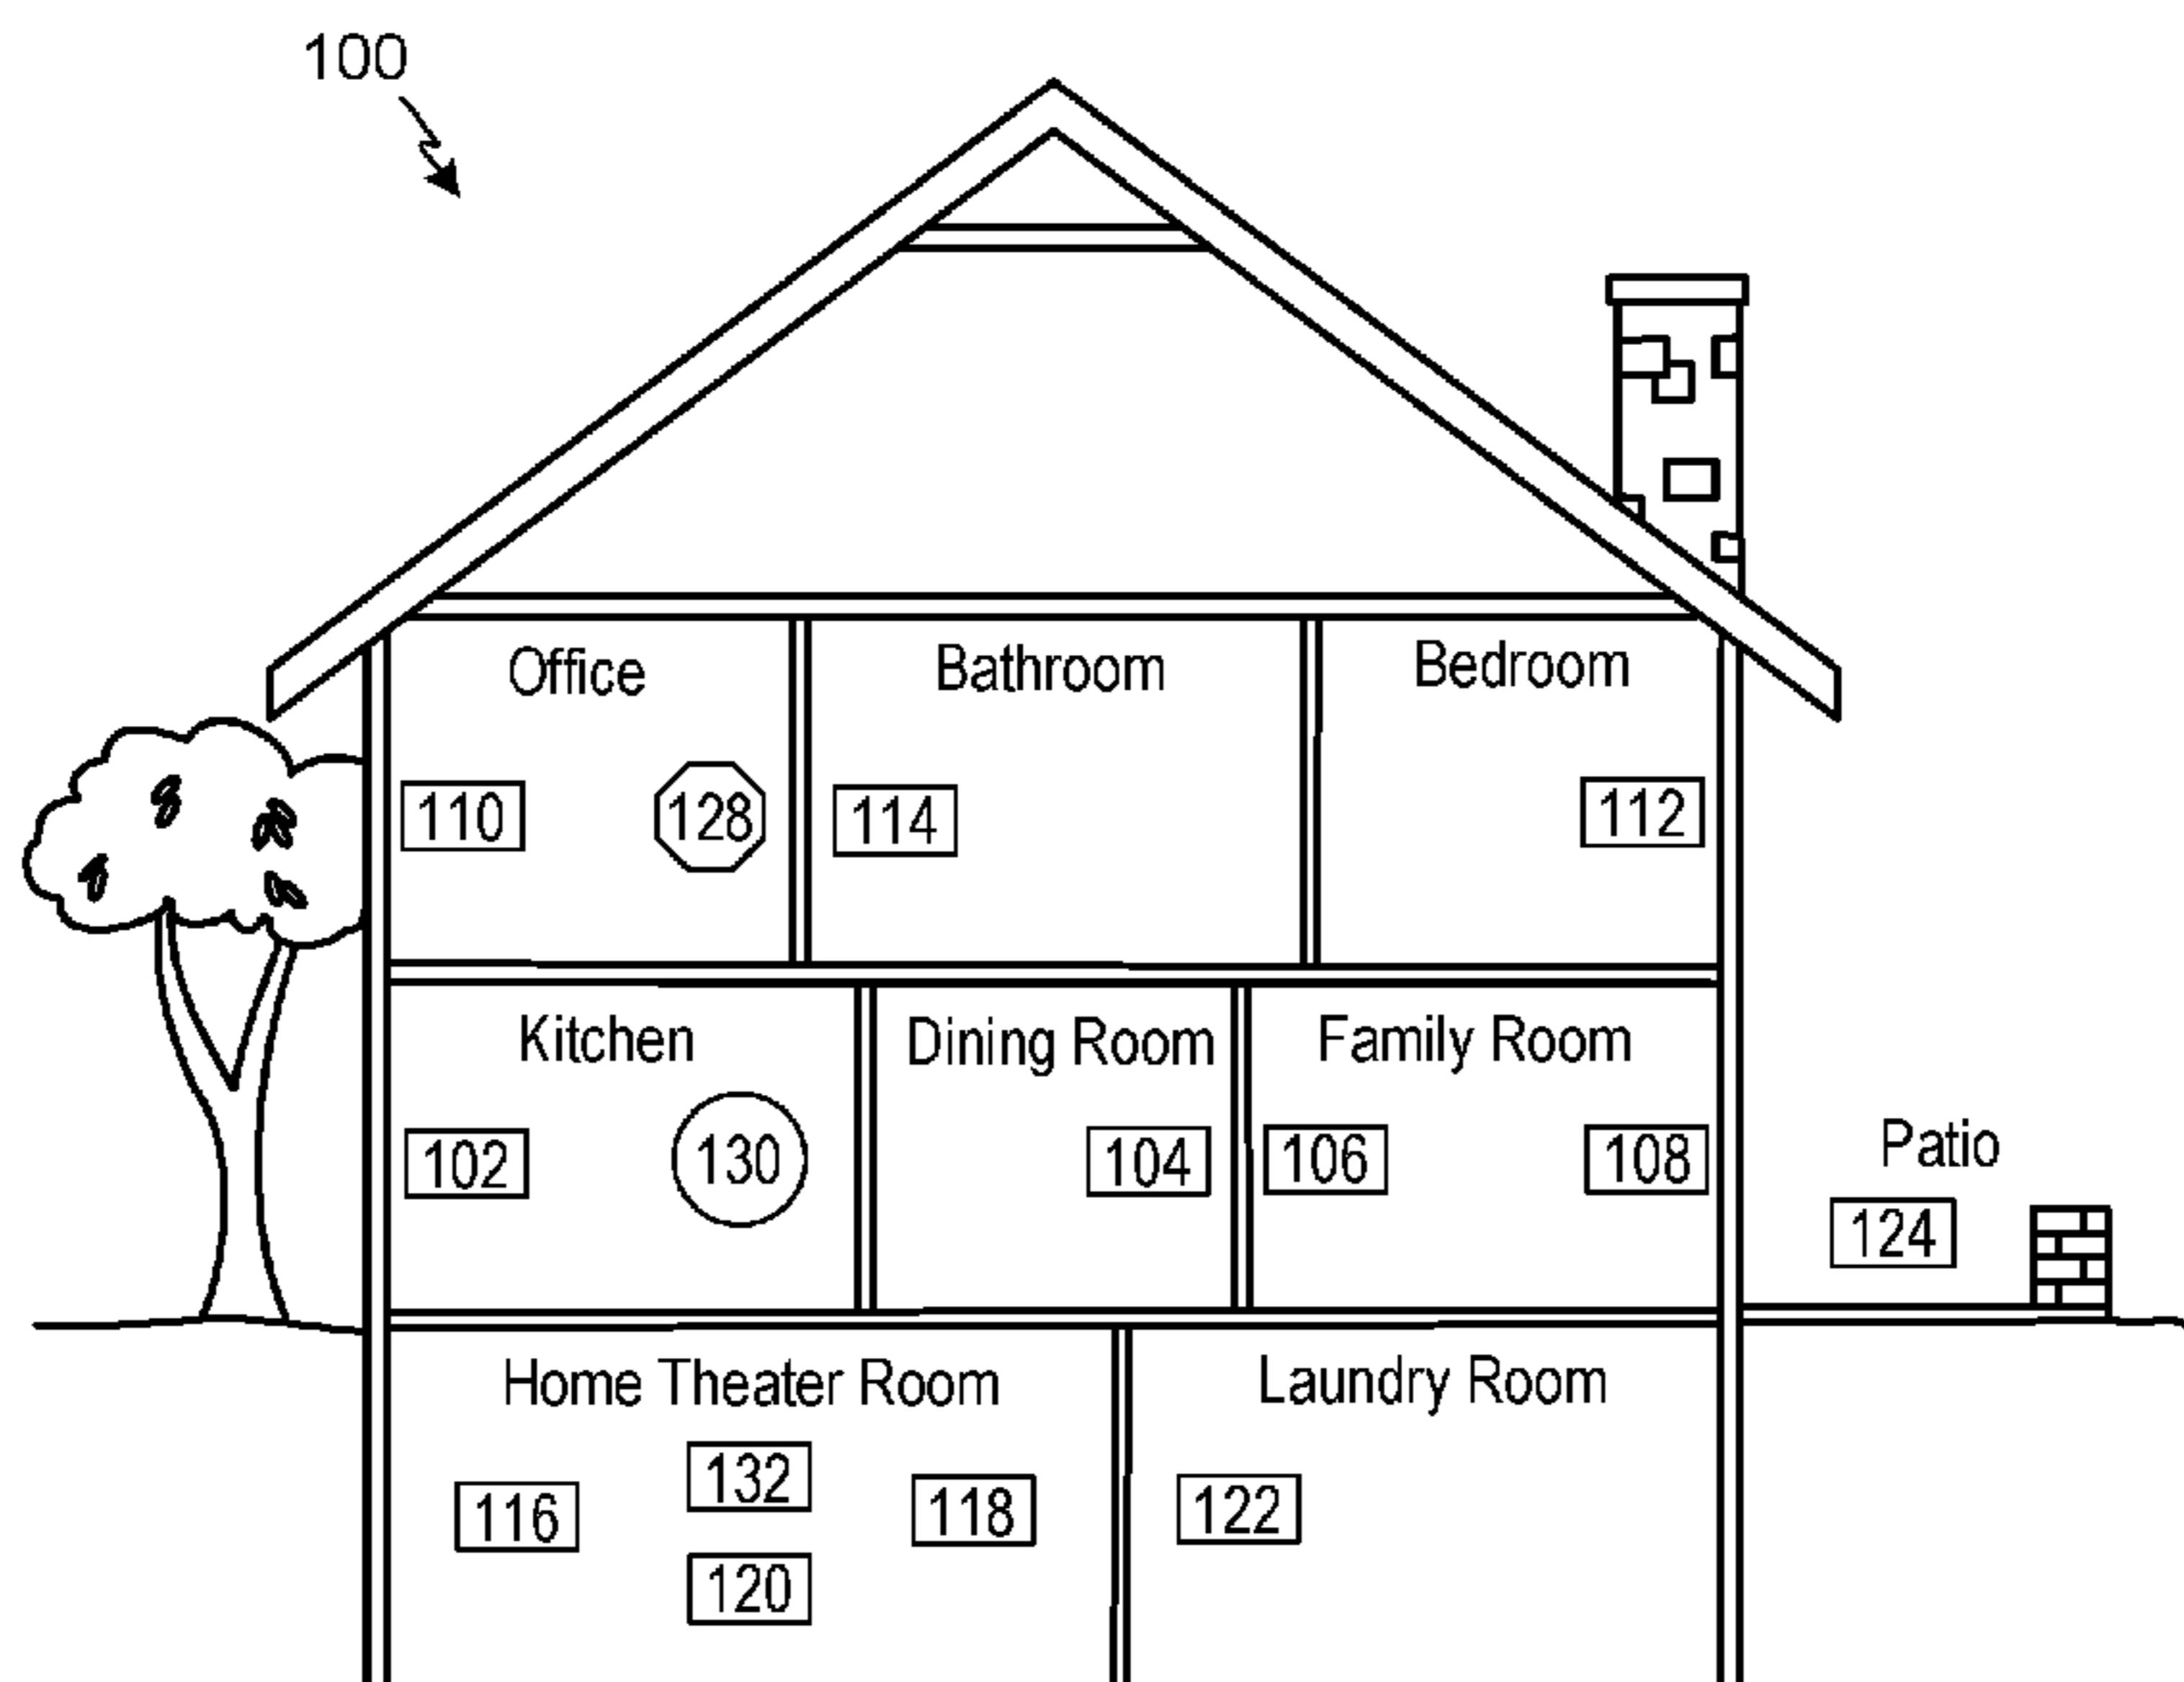 100
Office
Bathroom
Bedroom
110
128
114
112
Kitchen
Dining Room
Family Room
102
130
104
106
108
Patio
124
Home Theater Room
Laundry Room
116
132
118
122
120